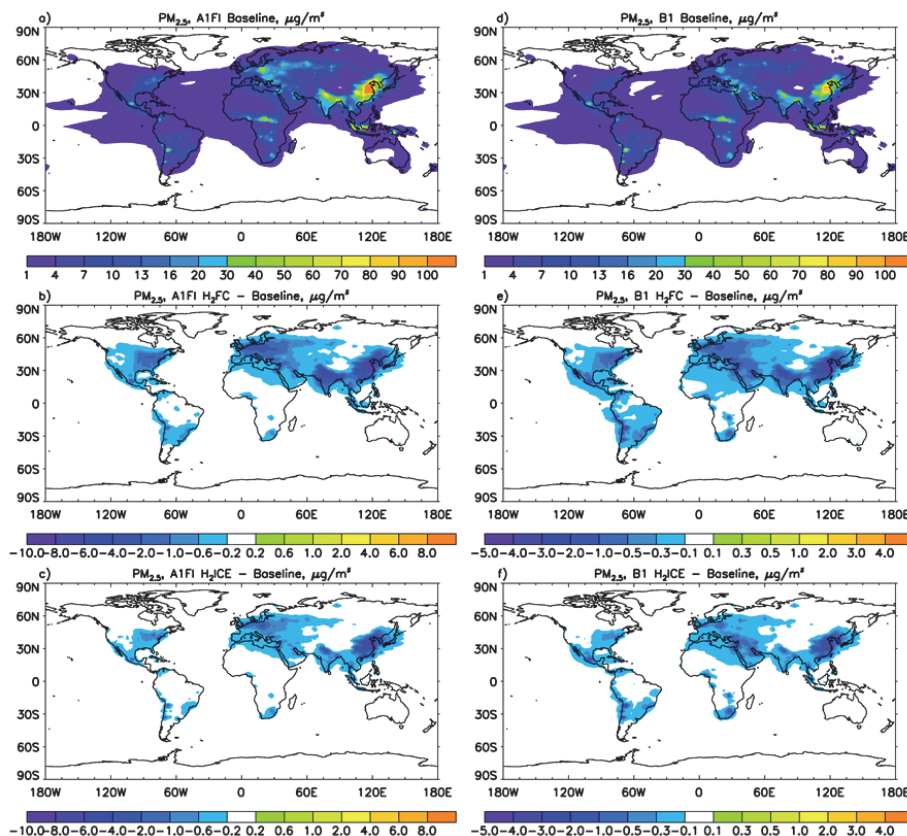 a) PM₂.₅, A1FI Baseline, μg/m³
90N
60N
30N
0
30S
60S
90S
180W 120W 60W 0 60E 120E 180E
1 4 7 10 13 16 20 30 40 50 60 70 80 90 100
d) PM₂.₅, B1 Baseline, μg/m³
90N
60N
30N
0
30S
60S
90S
180W 120W 60W 0 60E 120E 180E
1 4 7 10 13 16 20 30 40 50 60 70 80 90 100
b) PM₂.₅, A1FI H₂FC – Baseline, μg/m³
90N
60N
30N
0
30S
60S
90S
180W 120W 60W 0 60E 120E 180E
−10.0 −8.0 −6.0 −4.0 −2.0 −1.0 −0.6 −0.2 0.2 0.6 1.0 2.0 4.0 6.0 8.0
e) PM₂.₅, B1 H₂FC – Baseline, μg/m³
90N
60N
30N
0
30S
60S
90S
180W 120W 60W 0 60E 120E 180E
−5.0 −4.0 −3.0 −2.0 −1.0 −0.5 −0.3 −0.1 0.1 0.3 0.5 1.0 2.0 3.0 4.0
c) PM₂.₅, A1FI H₂ICE – Baseline, μg/m³
90N
60N
30N
0
30S
60S
90S
180W 120W 60W 0 60E 120E 180E
−10.0 −8.0 −6.0 −4.0 −2.0 −1.0 −0.6 −0.2 0.2 0.6 1.0 2.0 4.0 6.0 8.0
f) PM₂.₅, B1 H₂ICE – Baseline, μg/m³
90N
60N
30N
0
30S
60S
90S
180W 120W 60W 0 60E 120E 180E
−5.0 −4.0 −3.0 −2.0 −1.0 −0.5 −0.3 −0.1 0.1 0.3 0.5 1.0 2.0 3.0 4.0